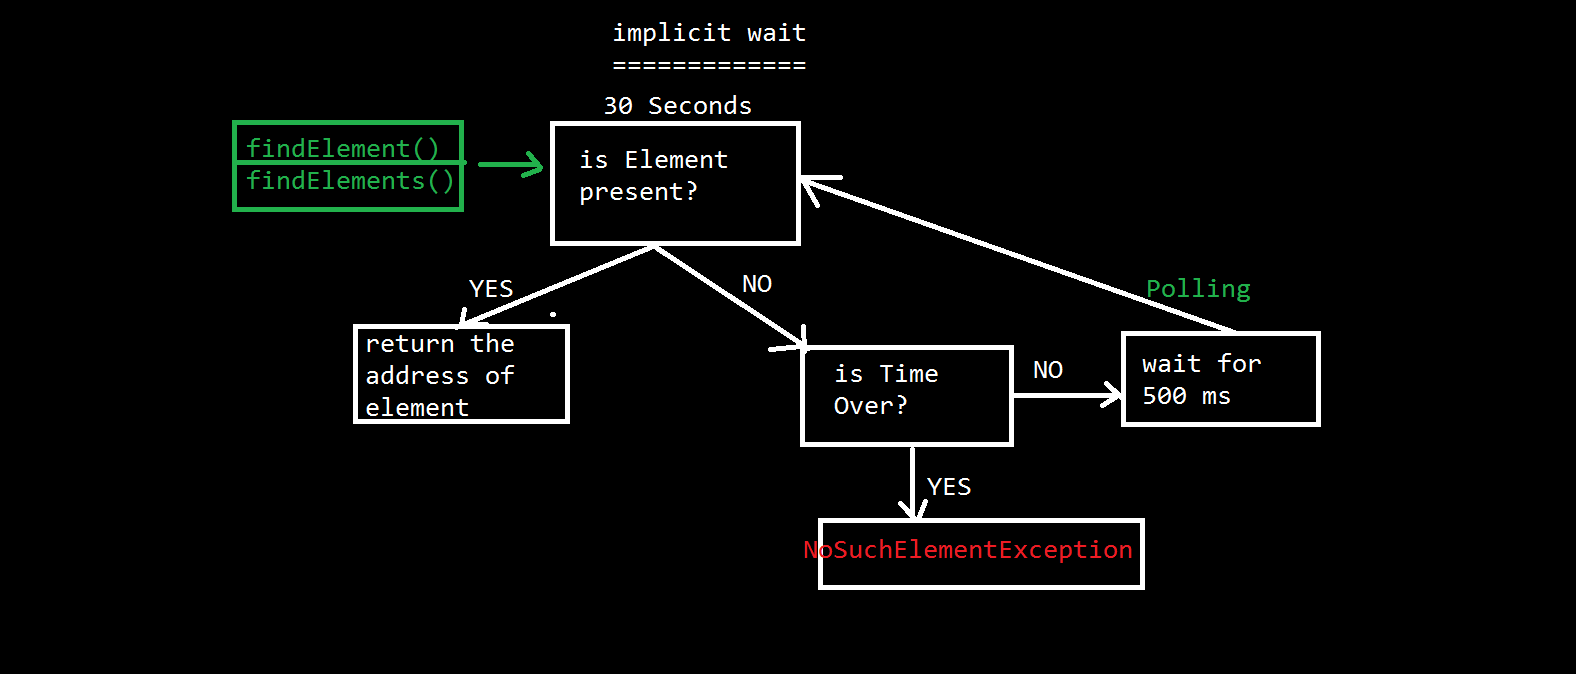 implicit wait
=============
30 Seconds
findElement()
findElements()
is Element
present?
YES
NO
Polling
return the
address of
element
is Time
Over?
NO
wait for
500 ms
YES
NoSuchElementException